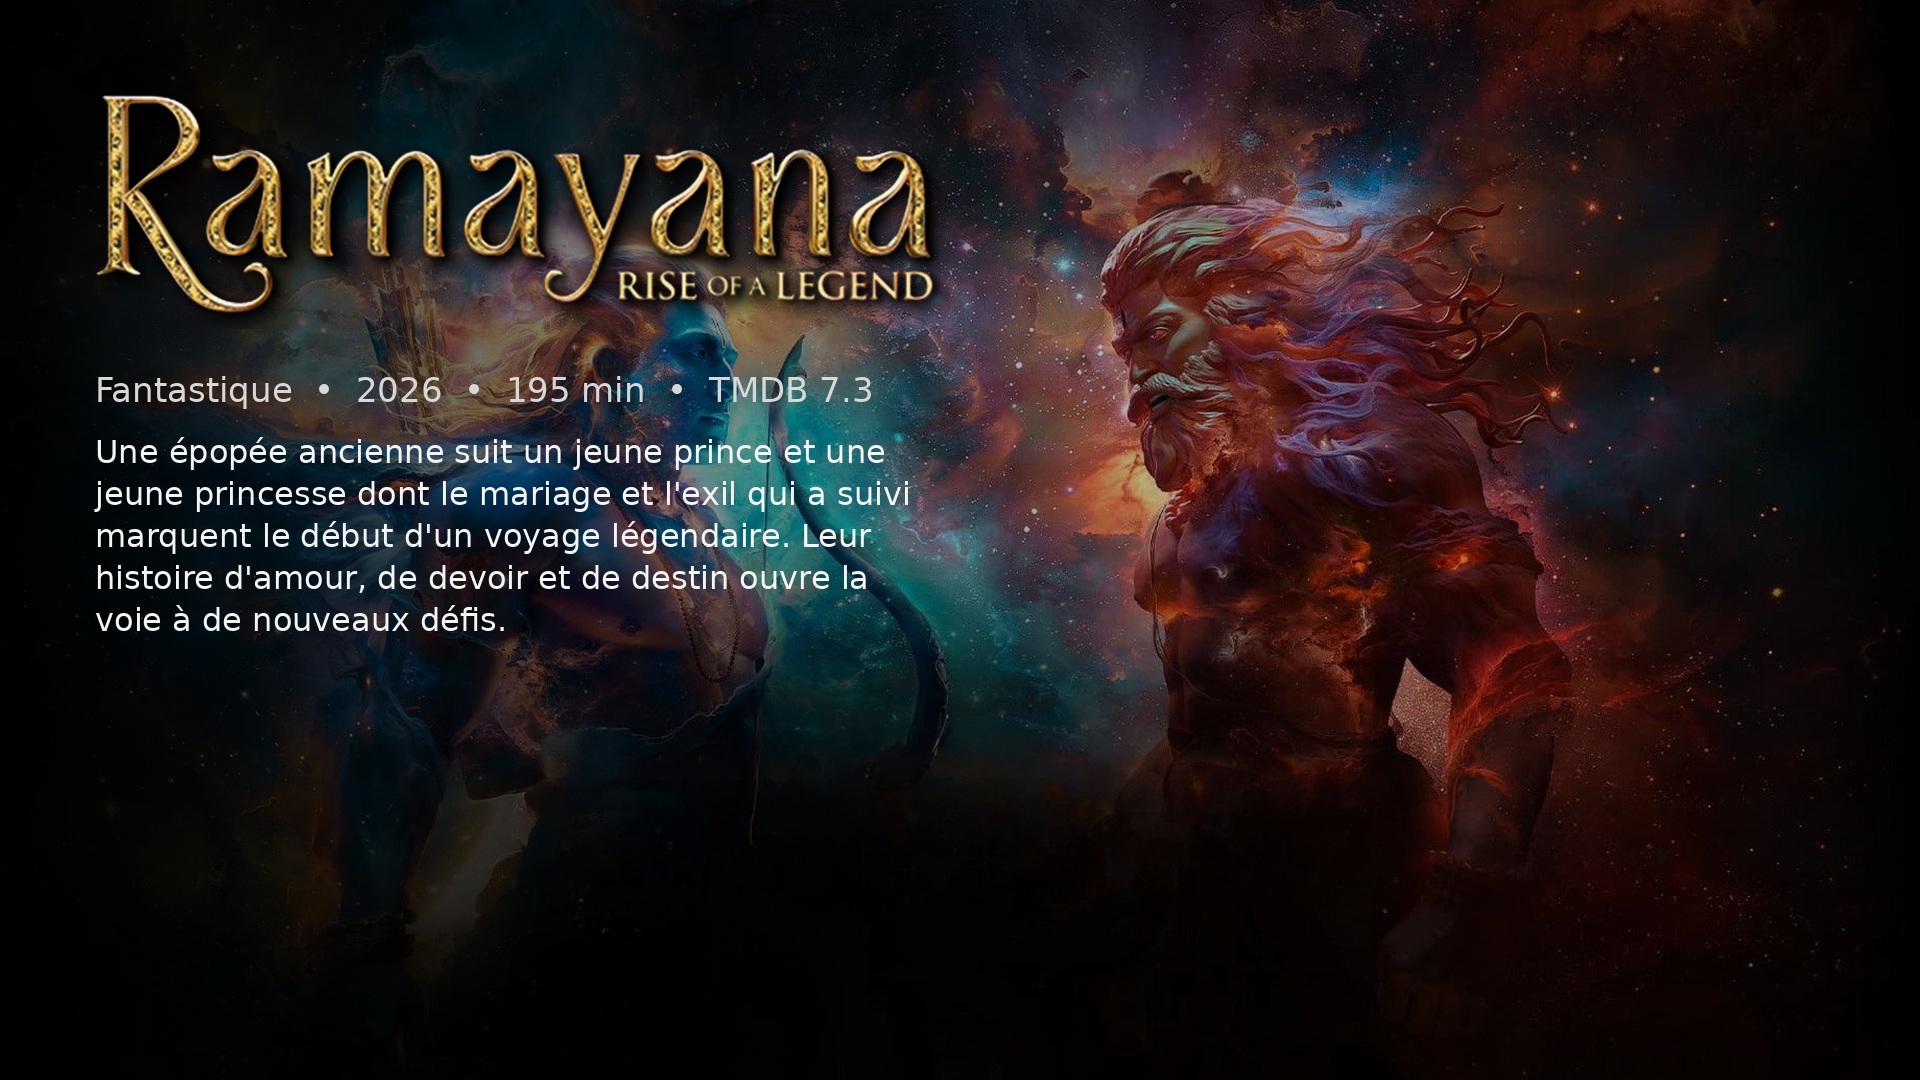 Ramayana
RISE OF A LEGEND
Fantastique • 2026 • 195 min • TMDB 7.3
Une épopée ancienne suit un jeune prince et une
jeune princesse dont le mariage et l'exil qui a suivi
marquent le début d'un voyage légendaire. Leur
histoire d'amour, de devoir et de destin ouvre la
voie à de nouveaux défis.